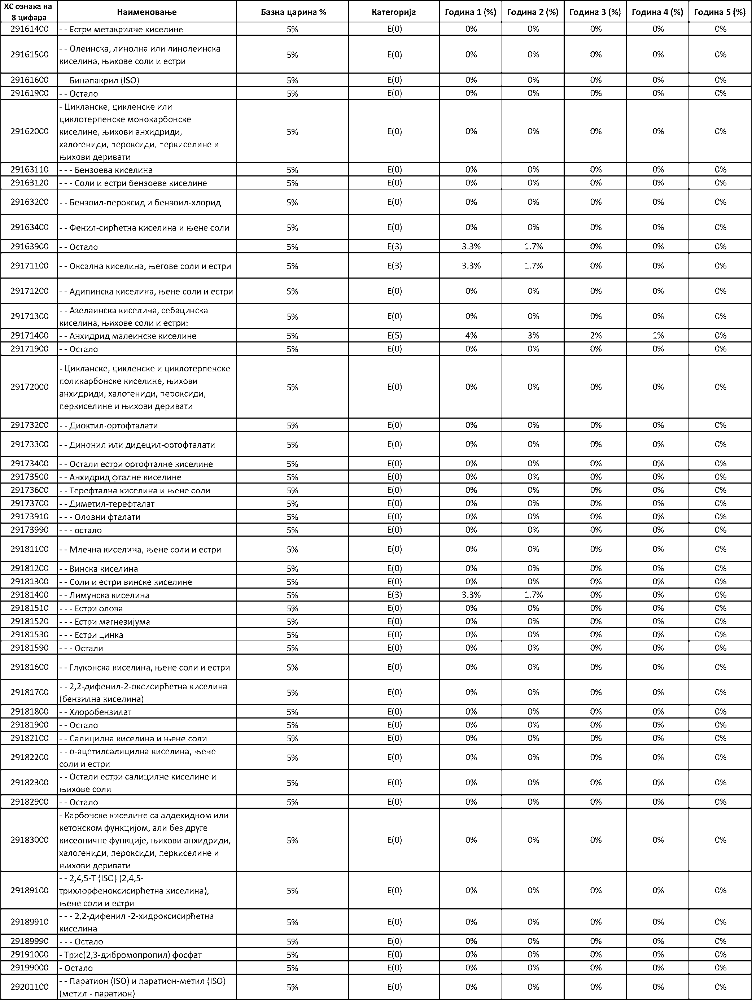 ХС ознака на 8 цифара Наименовање Базна царина % Категорија Година 1 (%) Година 2 (%) Година 3 (%) Година 4 (%) Година 5 (%)
29161400 - - Естри метакрилне киселине 5% E(0) 0% 0% 0% 0% 0%
29161500 - - Олеинска, линолна или линолеинска
киселина, њихове соли и естри 5% E(0) 0% 0% 0% 0% 0%
29161600 - - Бинапакрил (ISO) 5% E(0) 0% 0% 0% 0% 0%
29161900 - - Остало 5% E(0) 0% 0% 0% 0% 0%
29162000 - Цикланске, цикленске или
циклотерпенске монокарбонске
киселине, њихови анхидриди,
халогениди, пероксиди, перкиселине и
њихови деривати 5% E(0) 0% 0% 0% 0% 0%
29163110 - - - Бензоева киселина 5% E(0) 0% 0% 0% 0% 0%
29163120 - - - Соли и естри бензоеве киселине 5% E(0) 0% 0% 0% 0% 0%
29163200 - - Бензоил-пероксид и бензоил-хлорид 5% E(0) 0% 0% 0% 0% 0%
29163400 - - Фенил-сирћетна киселина и њене соли 5% E(0) 0% 0% 0% 0% 0%
29163900 - - Остало 5% E(3) 3.3% 1.7% 0% 0% 0%
29171100 - - Оксална киселина, његове соли и естри 5% E(3) 3.3% 1.7% 0% 0% 0%
29171200 - - Адипинска киселина, њене соли и естри 5% E(0) 0% 0% 0% 0% 0%
29171300 - - Азелаинска киселина, себацинска
киселина, њихове соли и естри: 5% E(0) 0% 0% 0% 0% 0%
29171400 - - Анхидрид малеинске киселине 5% E(5) 4% 3% 2% 1% 0%
29171900 - - Остало 5% E(0) 0% 0% 0% 0% 0%
29172000 - Цикланске, цикленске и циклотерпенске
поликарбонске киселине, њихови
анхидриди, халогениди, пероксиди,
перкиселине и њихови деривати 5% E(0) 0% 0% 0% 0% 0%
29173200 - - Диоктил-ортофталати 5% E(0) 0% 0% 0% 0% 0%
29173300 - - Динонил или дидецил-ортофталати 5% E(0) 0% 0% 0% 0% 0%
29173400 - - Остали естри ортофталне киселине 5% E(0) 0% 0% 0% 0% 0%
29173500 - - Анхидрид фталне киселине 5% E(0) 0% 0% 0% 0% 0%
29173600 - - Терефтална киселина и њене соли 5% E(0) 0% 0% 0% 0% 0%
29173700 - - Диметил-терефталат 5% E(0) 0% 0% 0% 0% 0%
29173910 - - - Оловни фталати 5% E(0) 0% 0% 0% 0% 0%
29173990 - - - остало 5% E(0) 0% 0% 0% 0% 0%
29181100 - - Млечна киселина, њене соли и естри 5% E(0) 0% 0% 0% 0% 0%
29181200 - - Винска киселина 5% E(0) 0% 0% 0% 0% 0%
29181300 - - Соли и естри винске киселине 5% E(0) 0% 0% 0% 0% 0%
29181400 - - Лимунска киселина 5% E(3) 3.3% 1.7% 0% 0% 0%
29181510 - - - Естри олова 5% E(0) 0% 0% 0% 0% 0%
29181520 - - - Естри магнезијума 5% E(0) 0% 0% 0% 0% 0%
29181530 - - - Естри цинка 5% E(0) 0% 0% 0% 0% 0%
29181590 - - - Остали 5% E(0) 0% 0% 0% 0% 0%
29181600 - - Глуконска киселина, њене соли и естри 5% E(0) 0% 0% 0% 0% 0%
29181700 - - 2,2-дифенил-2-оксисирћетна киселина
(бензилна киселина) 5% E(0) 0% 0% 0% 0% 0%
29181800 - - Хлоробензилат 5% E(0) 0% 0% 0% 0% 0%
29181900 - - Остало 5% E(0) 0% 0% 0% 0% 0%
29182100 - - Салицилна киселина и њене соли 5% E(0) 0% 0% 0% 0% 0%
29182200 - - о-ацетилсалицилна киселина, њене
соли и естри 5% E(0) 0% 0% 0% 0% 0%
29182300 - - Остали естри салицилне киселине и
њихове соли 5% E(0) 0% 0% 0% 0% 0%
29182900 - - Остало 5% E(0) 0% 0% 0% 0% 0%
29183000 - Карбонске киселине са алдехидном или
кетонском функцијом, али без друге
кисеоничне функције, њихови анхидриди,
халогениди, пероксиди, перкиселине и
њихови деривати 5% E(0) 0% 0% 0% 0% 0%
29189100 - - 2,4,5-Т (ISO) (2,4,5-
трихлорфеноксисирћетна киселина),
њене соли и естри 5% E(0) 0% 0% 0% 0% 0%
29189910 - - - 2,2-дифенил -2-хидроксисирћетна
киселина 5% E(0) 0% 0% 0% 0% 0%
29189990 - - - Остало 5% E(0) 0% 0% 0% 0% 0%
29191000 - Трис(2,3-дибромопропил) фосфат 5% E(0) 0% 0% 0% 0% 0%
29199000 - Остало 5% E(0) 0% 0% 0% 0% 0%
29201100 - - Паратион (ISO) и паратион-метил (ISO)
(метил - паратион) 5% E(0) 0% 0% 0% 0% 0%